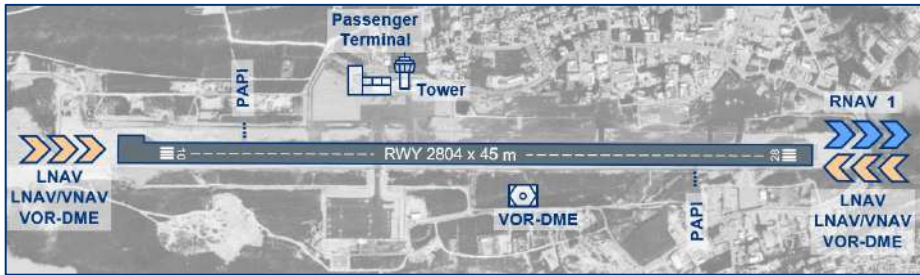 Passenger
Terminal
Tower
PAPI
RNAV 1
10
RWY 2804 x 45 m
28
LNAV
LNAV/VNAV
VOR-DME
VOR-DME
PAPI
LNAV
LNAV/VNAV
VOR-DME